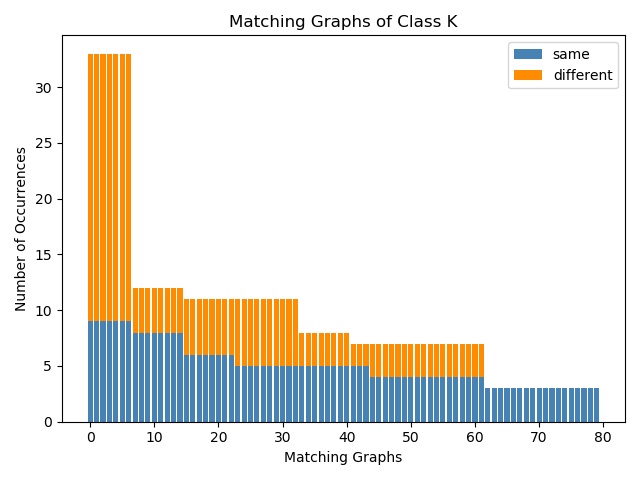 Matching Graphs of Class K
same
different
Number of Occurrences
30
25
20
15
10
5
0
0 10 20 30 40 50 60 70 80
Matching Graphs